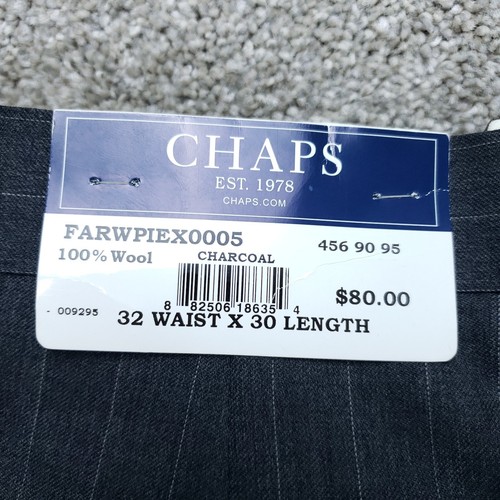 CHAPS
EST. 1978
CHAPS.COM
FARWPIEX0005 456 90 95
100% Wool CHARCOAL
8 82506 18635 4 $80.00
- 009295
32 WAIST X 30 LENGTH